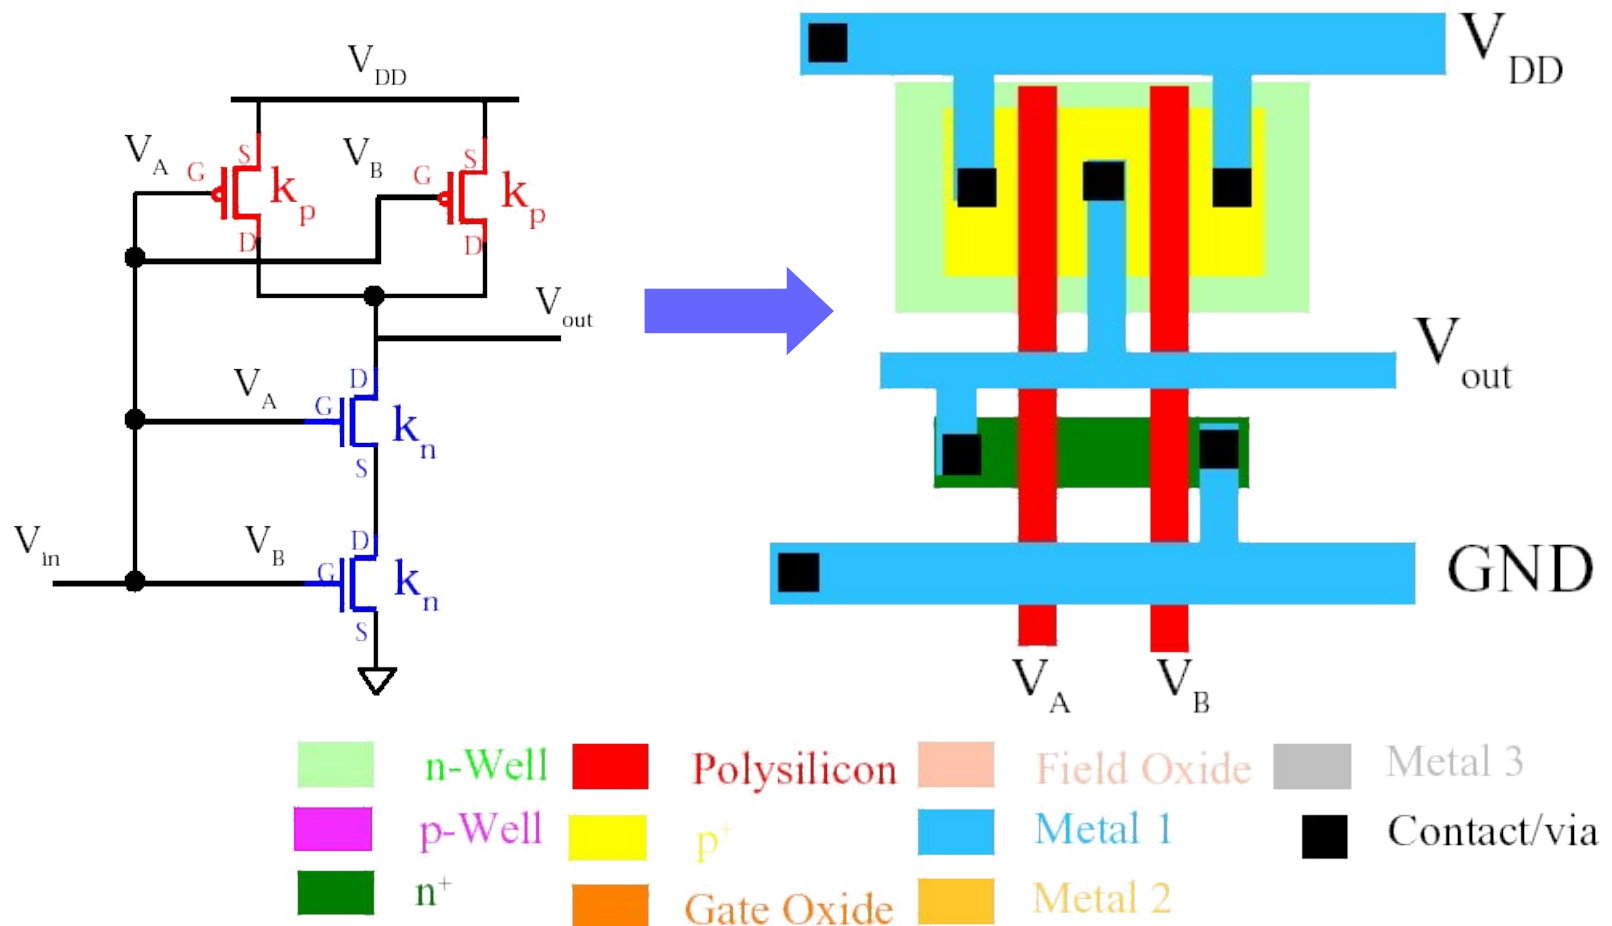 V_DD
V_A
G
S
k_p
D
V_B
G
S
k_p
D
V_out
V_A
D
G
k_n
S
V_in
V_B
D
G
k_n
S
V_DD
V_out
GND
V_A
V_B
n-Well
Polysilicon
Field Oxide
Metal 3
p-Well
p+
Metal 1
Contact/via
n+
Gate Oxide
Metal 2